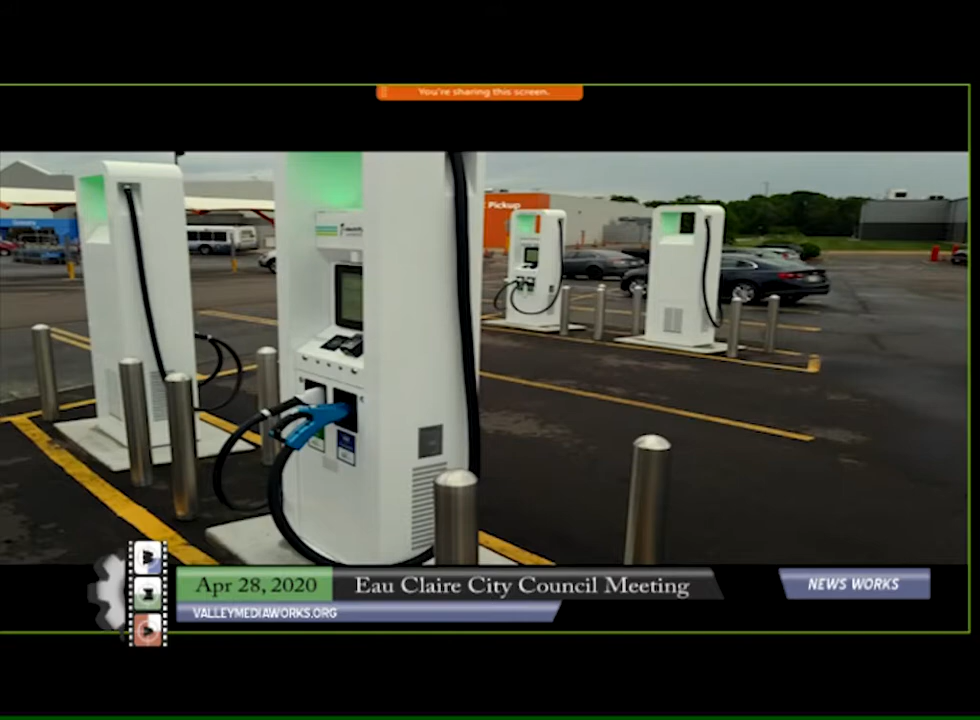 You're sharing this screen.
Pickup
Apr 28, 2020
Eau Claire City Council Meeting
NEWS WORKS
VALLEYMEDIAWORKS.ORG